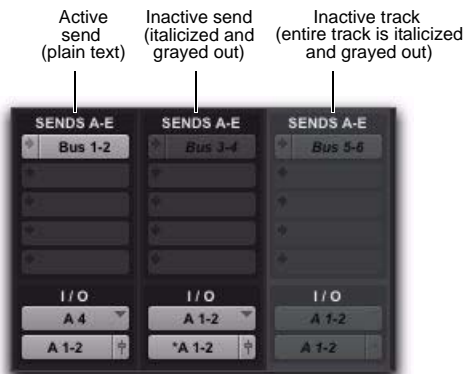 Active
send
(plain text)
Inactive send
(italicized and
grayed out)
Inactive track
(entire track is italicized
and grayed out)
SENDS A-E
SENDS A-E
SENDS A-E
Bus 1-2
Bus 3-4
Bus 5-6
I / O
I / O
I / O
A 4
A 1-2
A 1-2
A 1-2
*A 1-2
A 1-2